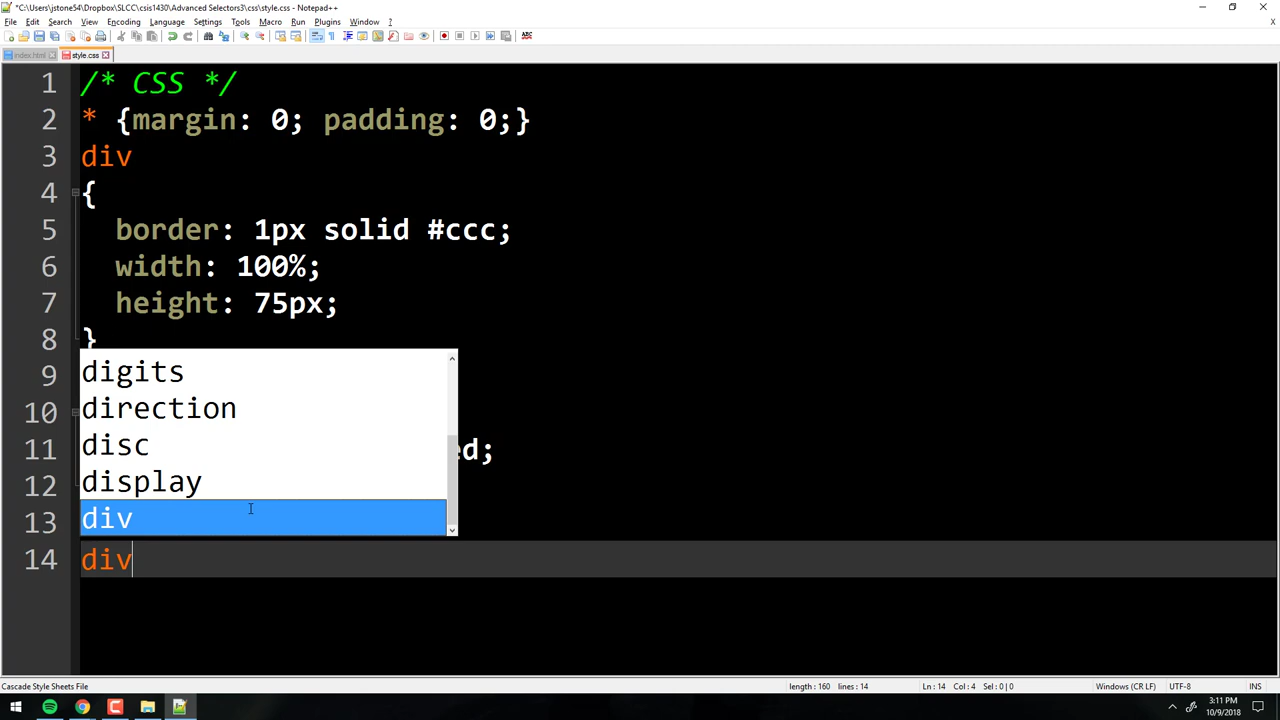 *C:\Users\jstone54\Dropbox\SLCC\csis1430\Advanced Selectors3\css\style.css - Notepad++
File Edit Search View Encoding Language Settings Tools Macro Run Plugins Window ?
index.html style.css
1 /* CSS */
2 * {margin: 0; padding: 0;}
3 div
4 {
5 border: 1px solid #ccc;
6 width: 100%;
7 height: 75px;
8 }
9 digits
10 direction
11 disc ed;
12 display
13 div
14 div
Cascade Style Sheets File length : 160 lines : 14 Ln : 14 Col : 4 Sel : 0 | 0 Windows (CR LF) UTF-8 INS
3:11 PM
10/9/2018